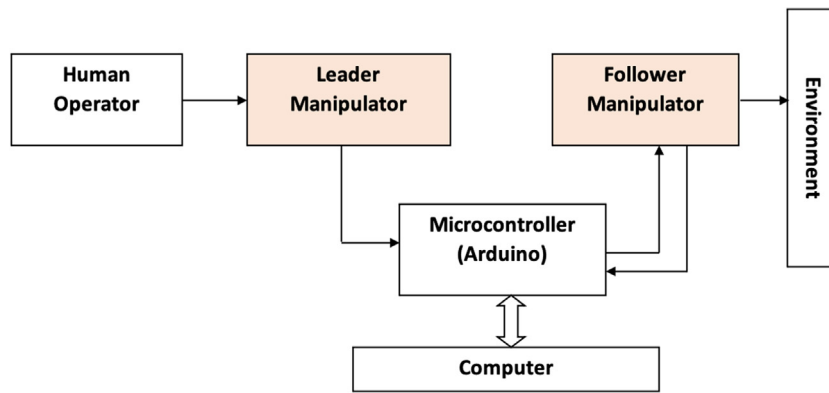 Human
Operator
Leader
Manipulator
Follower
Manipulator
Environment
Microcontroller
(Arduino)
Computer